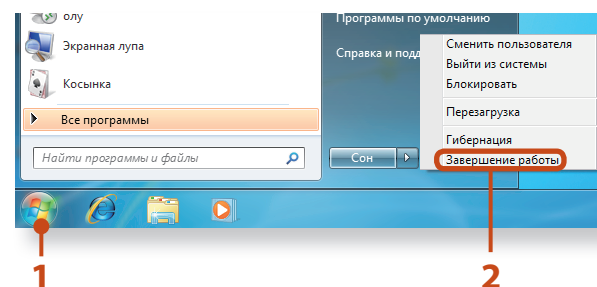 олу
Экранная лупа
Косынка
Все программы
Найти программы и файлы
Программы по умолчанию
Справка и подд
Сон
Сменить пользователя
Выйти из системы
Блокировать
Перезагрузка
Гибернация
Завершение работы
1
2